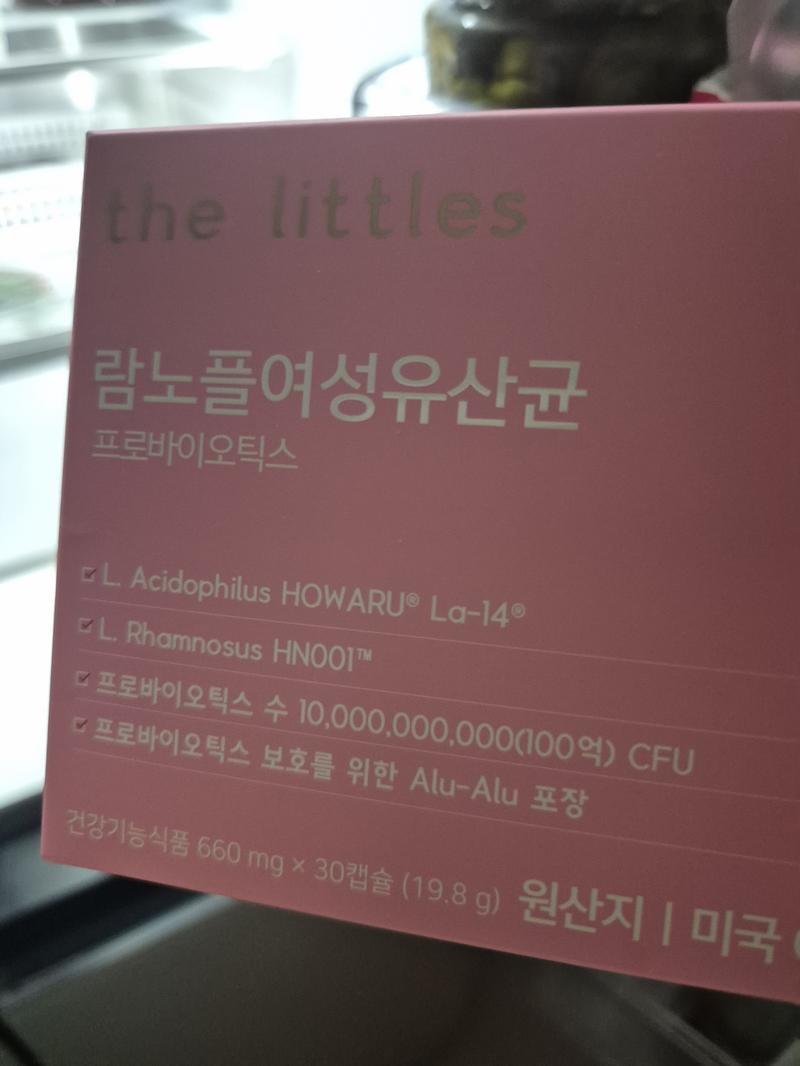 the littles
람노플여성유산균
프로바이오틱스
L. Acidophilus HOWARU® La-14®
L. Rhamnosus HN001™
프로바이오틱스 수 10,000,000,000(100억) CFU
프로바이오틱스 보호를 위한 Alu-Alu 포장
건강기능식품 660 mg × 30캡슐 (19.8 g) 원산지 | 미국